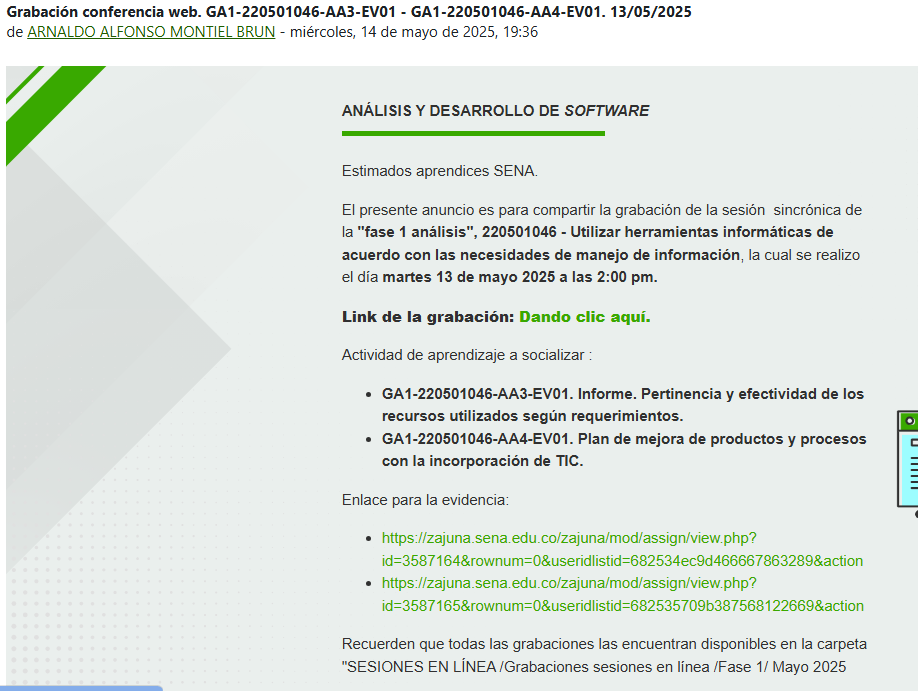 Grabación conferencia web. GA1-220501046-AA3-EV01 - GA1-220501046-AA4-EV01. 13/05/2025
de ARNALDO ALFONSO MONTIEL BRUN - miércoles, 14 de mayo de 2025, 19:36
ANÁLISIS Y DESARROLLO DE SOFTWARE
Estimados aprendices SENA.
El presente anuncio es para compartir la grabación de la sesión  sincrónica de
la "fase 1 análisis", 220501046 - Utilizar herramientas informáticas de
acuerdo con las necesidades de manejo de información, la cual se realizo
el día martes 13 de mayo 2025 a las 2:00 pm.
Link de la grabación: Dando clic aquí.
Actividad de aprendizaje a socializar :
• GA1-220501046-AA3-EV01. Informe. Pertinencia y efectividad de los
recursos utilizados según requerimientos.
• GA1-220501046-AA4-EV01. Plan de mejora de productos y procesos
con la incorporación de TIC.
Enlace para la evidencia:
• https://zajuna.sena.edu.co/zajuna/mod/assign/view.php?
id=3587164&rownum=0&useridlistid=682534ec9d466667863289&action
• https://zajuna.sena.edu.co/zajuna/mod/assign/view.php?
id=3587165&rownum=0&useridlistid=682535709b387568122669&action
Recuerden que todas las grabaciones las encuentran disponibles en la carpeta
"SESIONES EN LÍNEA /Grabaciones sesiones en línea /Fase 1/ Mayo 2025